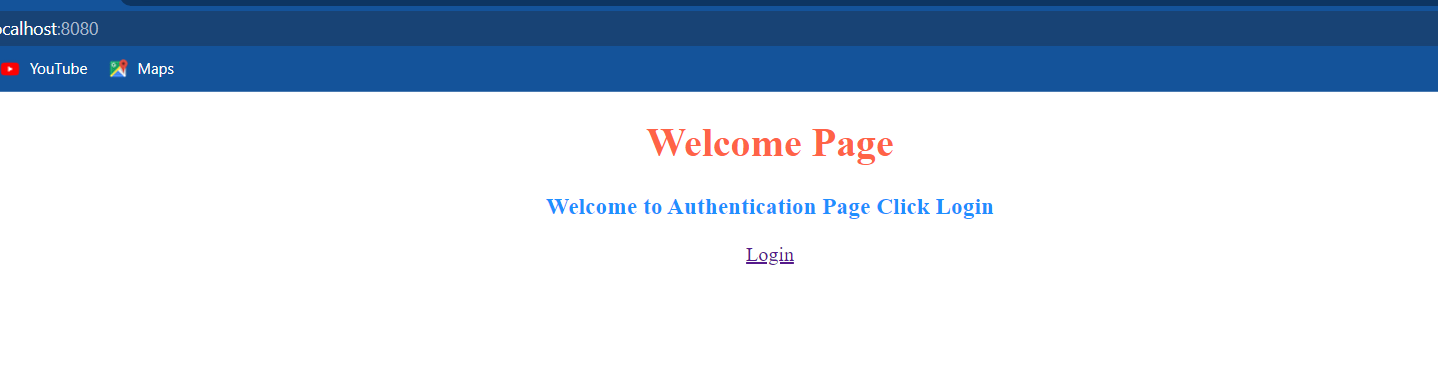 ocalhost:8080
YouTube Maps
Welcome Page
Welcome to Authentication Page Click Login
Login